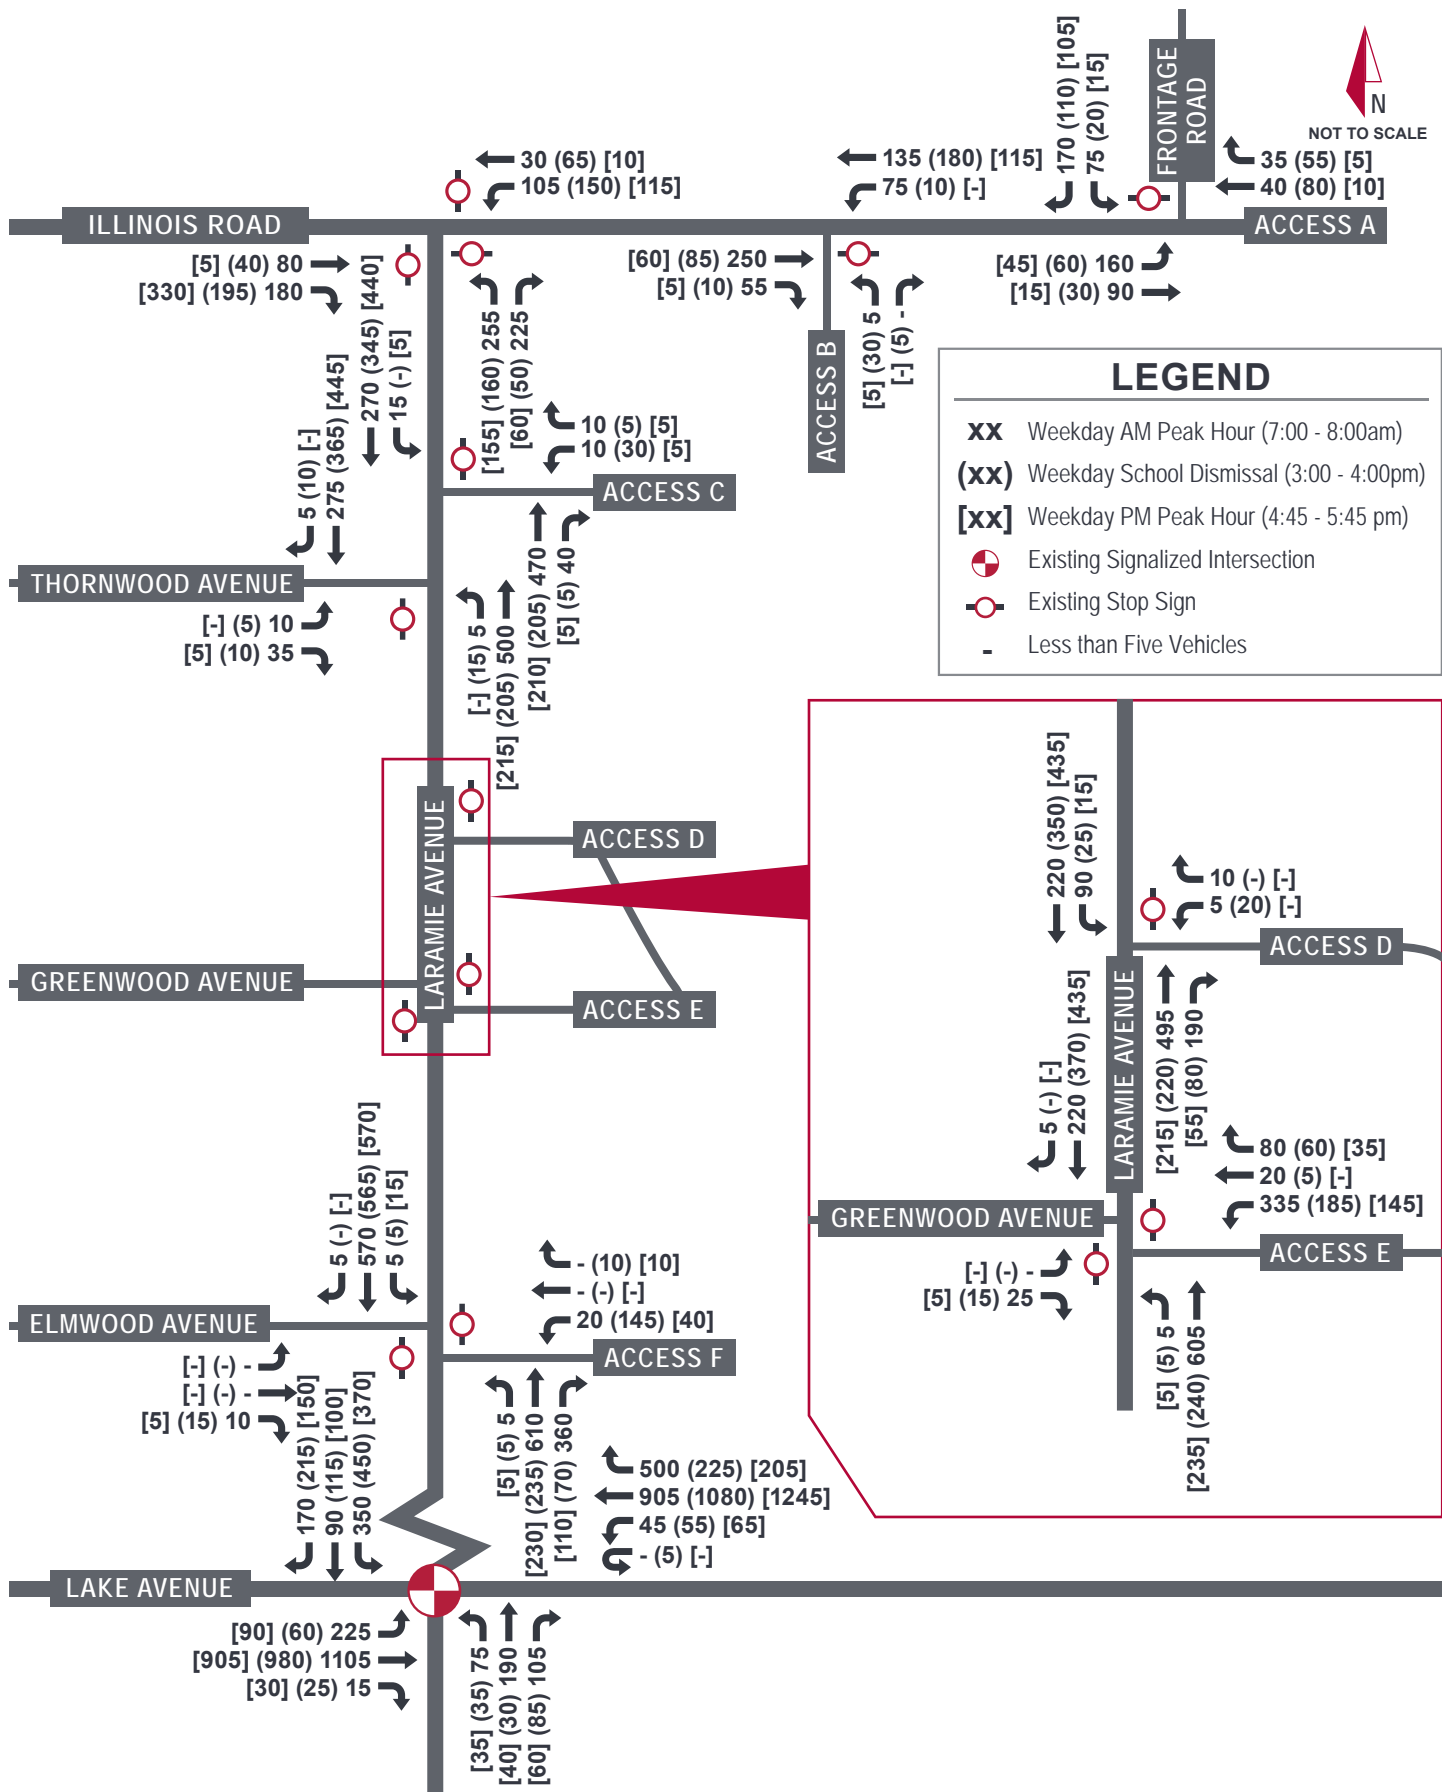 FRONTAGE
ROAD
N
NOT TO SCALE
170 (110) [105]
75 (20) [15]
35 (55) [5]
40 (80) [10]
30 (65) [10]
105 (150) [115]
135 (180) [115]
75 (10) [-]
ILLINOIS ROAD
ACCESS A
[5] (40) 80
[330] (195) 180
[60] (85) 250
[5] (10) 55
[45] (60) 160
[15] (30) 90
270 (345) [440]
15 (-) [5]
[155] (160) 255
[60] (50) 225
ACCESS B
[5] (30) 5
[-] (5) -
LEGEND
XX Weekday AM Peak Hour (7:00 - 8:00am)
(XX) Weekday School Dismissal (3:00 - 4:00pm)
[XX] Weekday PM Peak Hour (4:45 - 5:45 pm)
Existing Signalized Intersection
Existing Stop Sign
- Less than Five Vehicles
10 (5) [5]
10 (30) [5]
ACCESS C
5 (10) [-]
275 (365) [445]
[210] (205) 470
[5] (5) 40
THORNWOOD AVENUE
[-] (5) 10
[5] (10) 35
[-] (15) 5
[215] (205) 500
LARAMIE AVENUE
ACCESS D
GREENWOOD AVENUE
ACCESS E
220 (350) [435]
90 (25) [15]
10 (-) [-]
5 (20) [-]
ACCESS D
LARAMIE AVENUE
[215] (220) 495
[55] (80) 190
5 (-) [-]
220 (370) [435]
80 (60) [35]
20 (5) [-]
335 (185) [145]
GREENWOOD AVENUE
ACCESS E
[-] (-) -
[5] (15) 25
[5] (5) 5
[235] (240) 605
5 (-) [-]
570 (565) [570]
5 (5) [15]
- (10) [10]
- (-) [-]
20 (145) [40]
ELMWOOD AVENUE
ACCESS F
[-] (-) -
[-] (-) -
[5] (15) 10
[5] (5) 5
[230] (235) 610
[110] (70) 360
170 (215) [150]
90 (115) [100]
350 (450) [370]
500 (225) [205]
905 (1080) [1245]
45 (55) [65]
- (5) [-]
LAKE AVENUE
[90] (60) 225
[905] (980) 1105
[30] (25) 15
[35] (35) 75
[40] (30) 190
[60] (85) 105